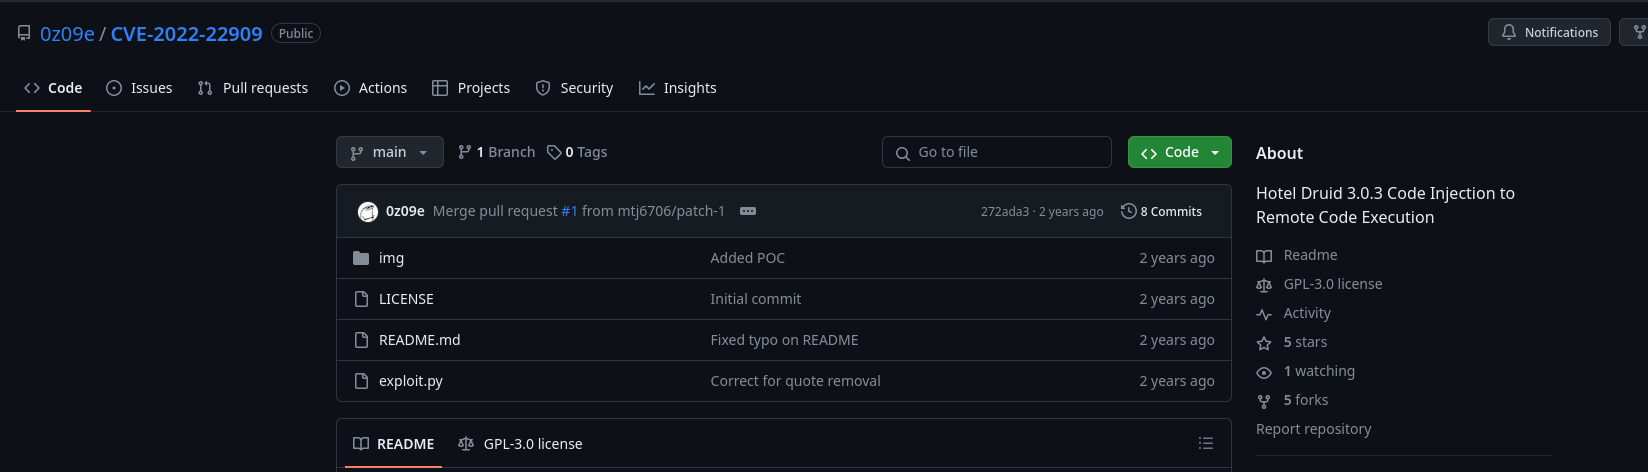 0z09e / CVE-2022-22909 Public Notifications
Code Issues Pull requests Actions Projects Security Insights
main 1 Branch 0 Tags Go to file Code
0z09e Merge pull request #1 from mtj6706/patch-1 272ada3 · 2 years ago 8 Commits
img Added POC 2 years ago
LICENSE Initial commit 2 years ago
README.md Fixed typo on README 2 years ago
exploit.py Correct for quote removal 2 years ago
README GPL-3.0 license
About
Hotel Druid 3.0.3 Code Injection to
Remote Code Execution
Readme
GPL-3.0 license
Activity
5 stars
1 watching
5 forks
Report repository